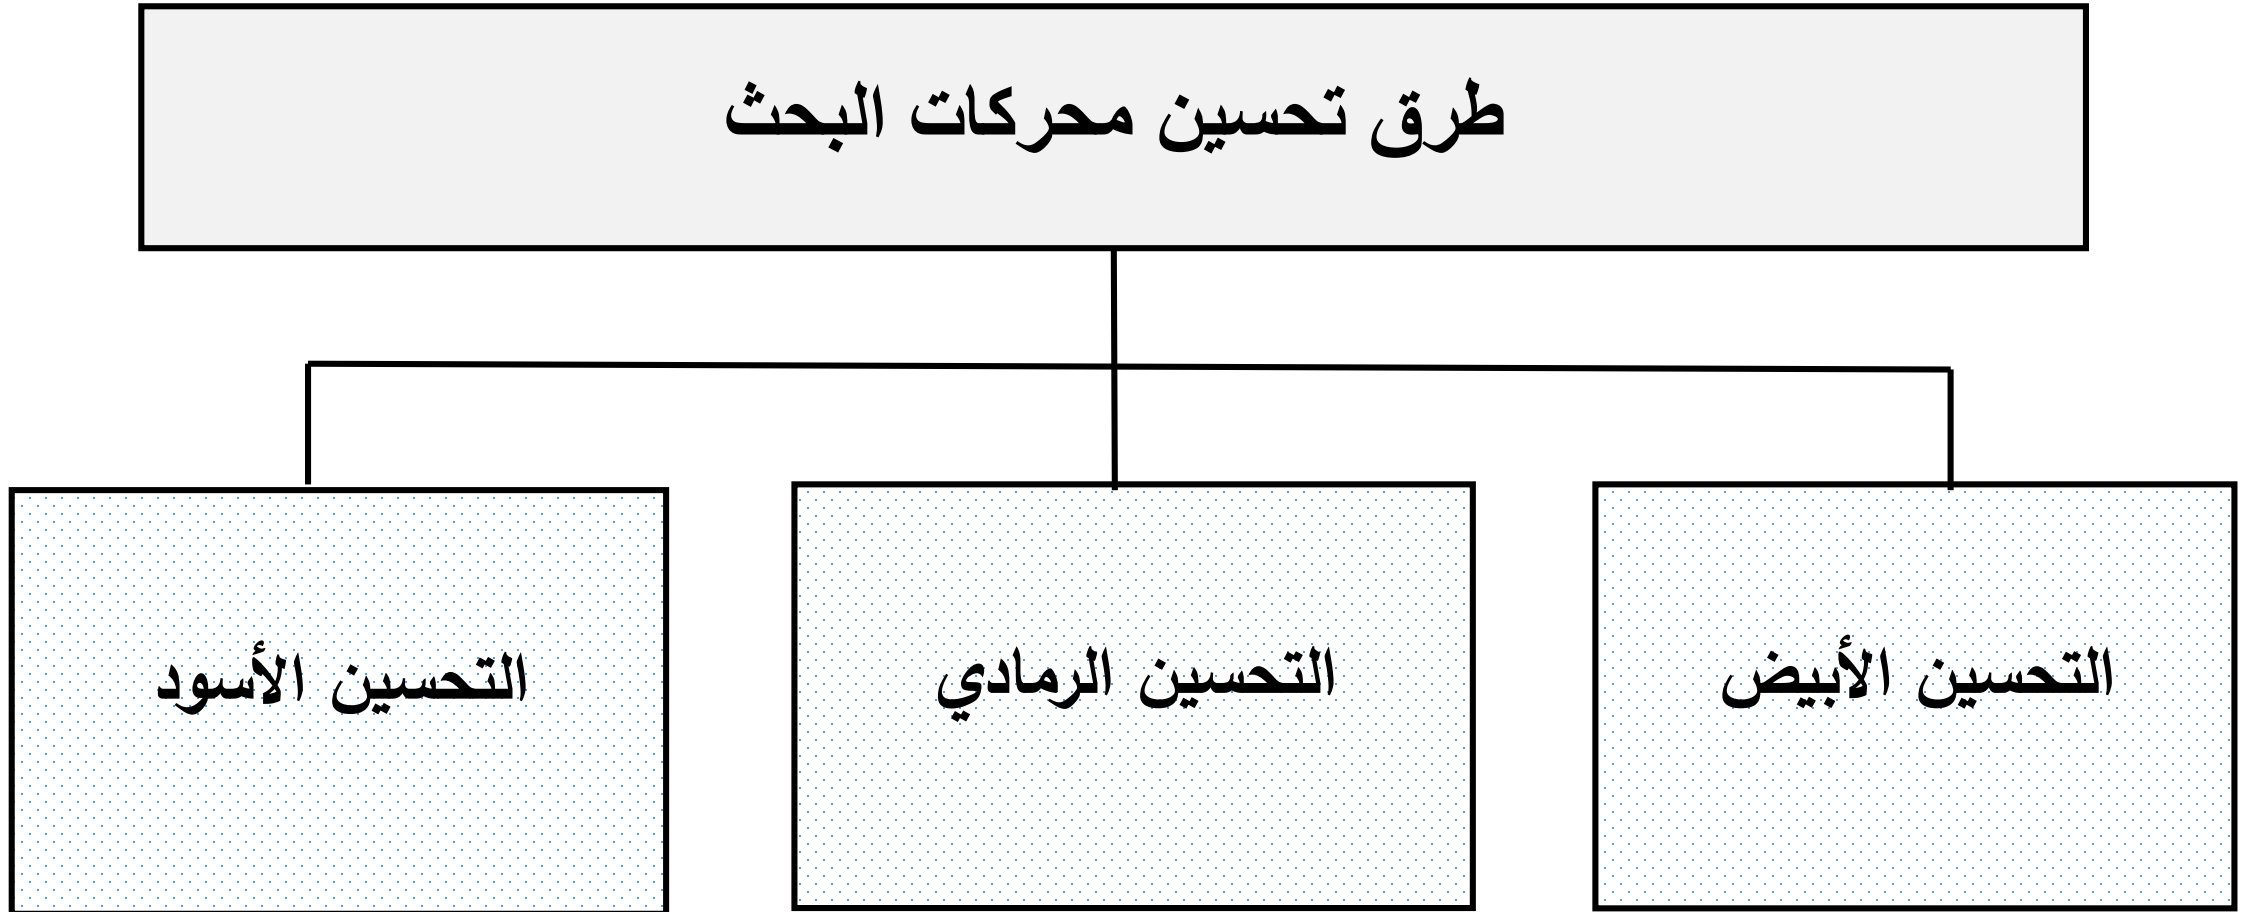 طرق تحسين محركات البحث
التحسين الأبيض
التحسين الرمادي
التحسين الأسود